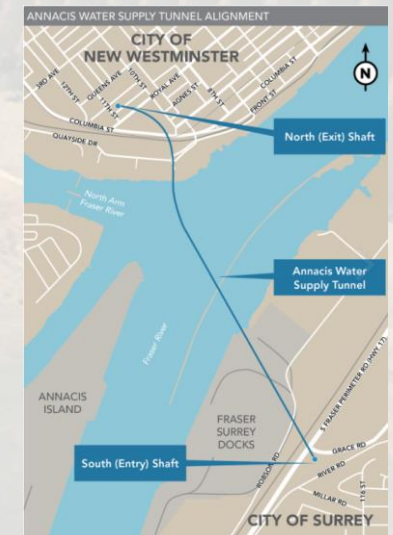 ANNACIS WATER SUPPLY TUNNEL ALIGNMENT
CITY OF
NEW WESTMINSTER
3RD AVE
12TH ST
QUEENS AVE
11TH ST
10TH ST
ROYAL AVE
AGNES ST
8TH ST
COLUMBIA ST
FRONT ST
N
COLUMBIA ST
QUAYSIDE DR
North (Exit) Shaft
North Arm
Fraser River
Annacis Water
Supply Tunnel
Fraser River
S FRASER PERIMETER RD (HWY 17)
ANNACIS
ISLAND
FRASER
SURREY
DOCKS
South (Entry) Shaft
ROBSON RD
GRACE RD
RIVER RD
MILLAR RD
116 ST
CITY OF SURREY